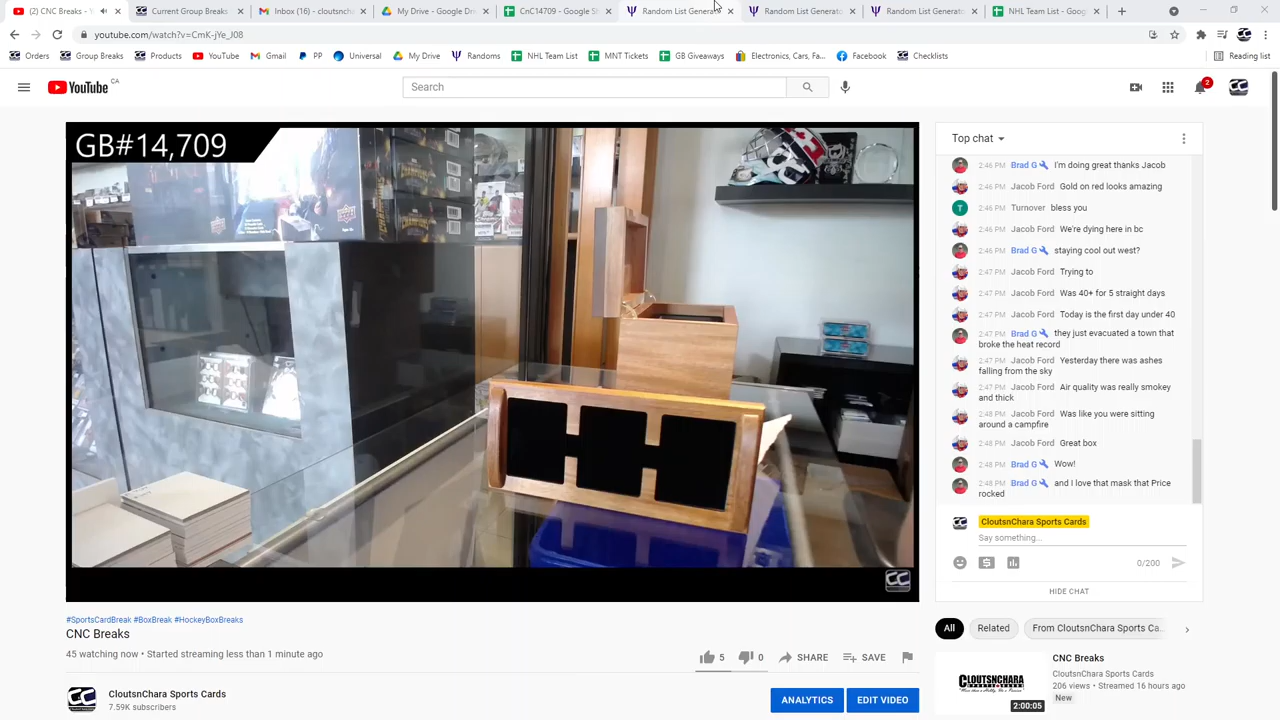 (2) CNC Breaks - Y
Current Group Breaks
Inbox (16) - cloutsche
My Drive - Google Dri
CnC14709 - Google Sh
Random List Generato
Random List Generato
Random List Generato
NHL Team List - Goog
youtube.com/watch?v=CmK-jYe_J08
Orders
Group Breaks
Products
YouTube
Gmail
PP
Universal
My Drive
Randoms
NHL Team List
MNT Tickets
GB Giveaways
Electronics, Cars, Fa...
Facebook
Checklists
Reading list
YouTube CA
Search
2
GB#14,709
Top chat
2:46 PM Brad G I'm doing great thanks Jacob
2:46 PM Jacob Ford Gold on red looks amazing
T 2:46 PM Turnover bless you
2:46 PM Jacob Ford We're dying here in bc
2:46 PM Brad G staying cool out west?
2:47 PM Jacob Ford Trying to
2:47 PM Jacob Ford Was 40+ for 5 straight days
2:47 PM Jacob Ford Today is the first day under 40
2:47 PM Brad G they just evacuated a town that
broke the heat record
2:47 PM Jacob Ford Yesterday there was ashes
falling from the sky
2:47 PM Jacob Ford Air quality was really smokey
and thick
2:48 PM Jacob Ford Was like you were sitting
around a campfire
2:48 PM Jacob Ford Great box
2:48 PM Brad G Wow!
2:48 PM Brad G and I love that mask that Price
rocked
CloutsnChara Sports Cards
Say something...
0/200
HIDE CHAT
#SportsCardBreak #BoxBreak #HockeyBoxBreaks
CNC Breaks
45 watching now • Started streaming less than 1 minute ago
5
0
SHARE
SAVE
CloutsnChara Sports Cards
7.59K subscribers
ANALYTICS
EDIT VIDEO
All
Related
From CloutsnChara Sports Ca...
CLOUTSNCHARA
SPORTS CARDS
2:00:05
CNC Breaks
CloutsnChara Sports Cards
206 views • Streamed 16 hours ago
New